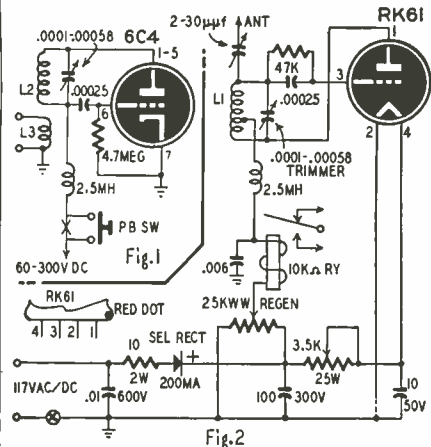 .0001-.00058
6C4
1-5
L2
.00025
6
L3
4.7MEG
7
2.5MH
PB SW
60-300V DC
Fig.1
2-30µµf
ANT
RK61
1
47K
L1
.00025
3
2
4
.0001-.00058
TRIMMER
2.5MH
.006
10KΩ RY
RK61
RED DOT
4 3 2 1
25KWW
REGEN
SEL RECT
10
2W
+
200MA
3.5K
25W
117VAC/DC
.01
600V
100
300V
10
50V
Fig.2